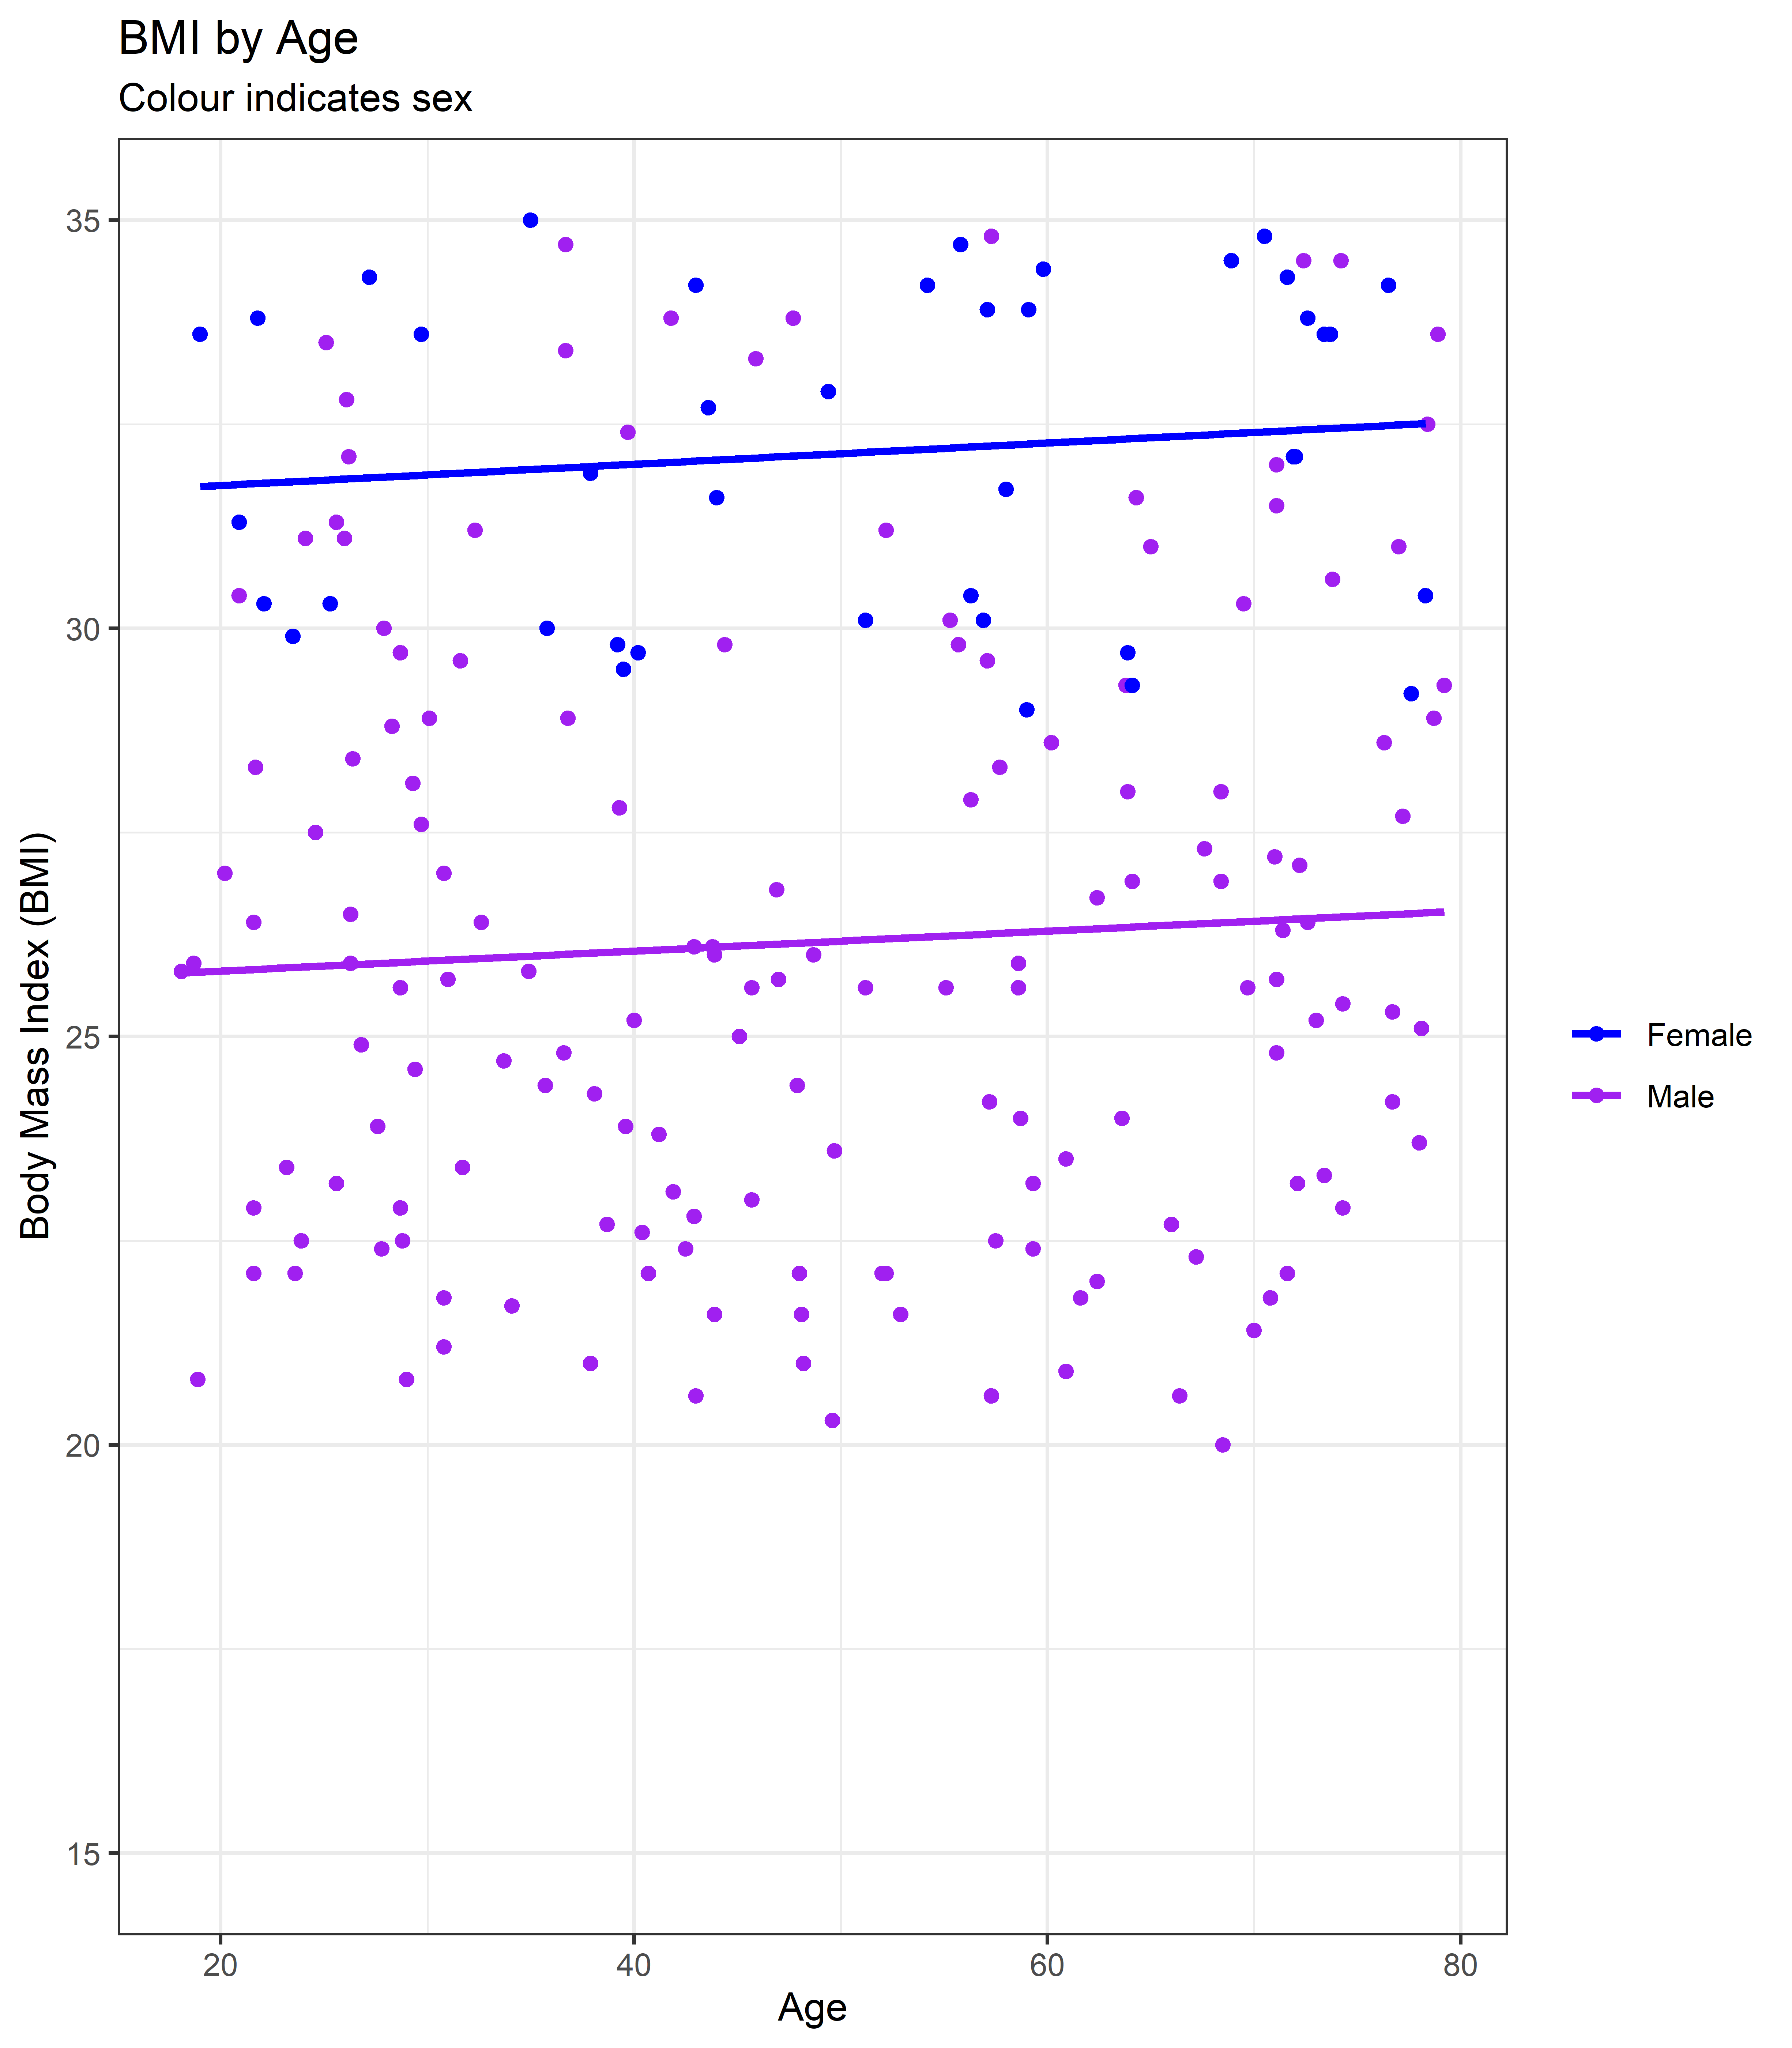 BMI by Age
Colour indicates sex
Body Mass Index (BMI)
35
30
25
20
15
20 40 60 80
Age
Female
Male